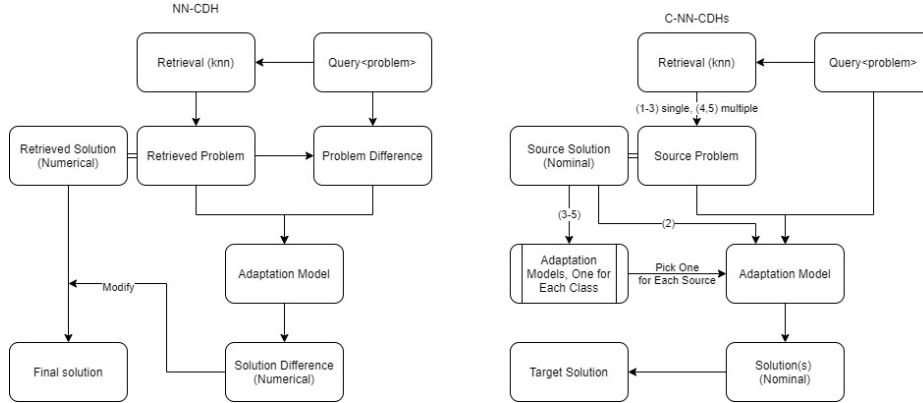 NN-CDH
Retrieval (knn)
Query<problem>
Retrieved Solution
(Numerical)
Retrieved Problem
Problem Difference
Adaptation Model
Modify
Final solution
Solution Difference
(Numerical)
C-NN-CDHs
Retrieval (knn)
Query<problem>
(1-3) single, (4,5) multiple
Source Solution
(Nominal)
Source Problem
(3-5)
(2)
Adaptation
Models, One for
Each Class
Pick One
for Each Source
Adaptation Model
Target Solution
Solution(s)
(Nominal)